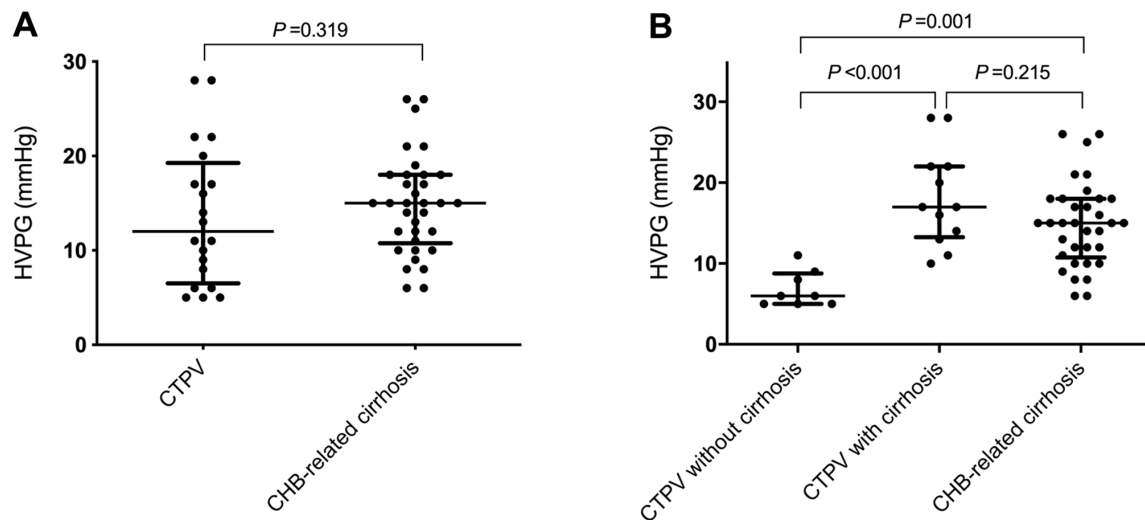 A
P =0.319
30
20
10
0
HVPG (mmHg)
CTPV
CHB-related cirrhosis
B
P =0.001
P <0.001
P =0.215
30
20
10
0
HVPG (mmHg)
CTPV without cirrhosis
CTPV with cirrhosis
CHB-related cirrhosis